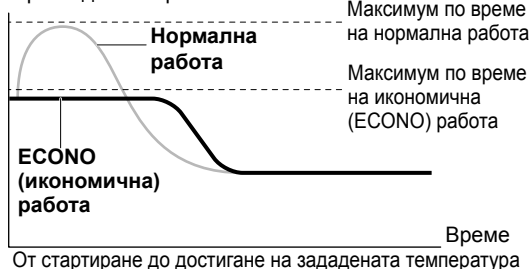 Максимум по време
на нормална работа
Нормална
работа
Максимум по време
на икономична
(ECONO) работа
ECONO
(икономична)
работа
Време
От стартиране до достигане на зададената температура